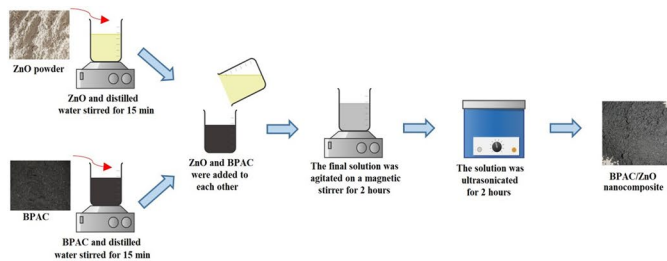 ZnO powder
ZnO and distilled
water stirred for 15 min
BPAC
BPAC and distilled
water stirred for 15 min
ZnO and BPAC
were added to
each other
The final solution was
agitated on a magnetic
stirrer for 2 hours
The solution was
ultrasonicated
for 2 hours
BPAC/ZnO
nanocomposite